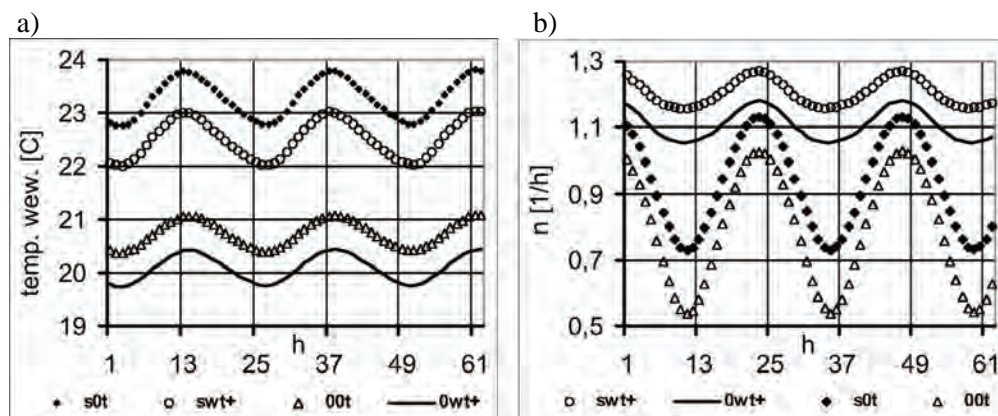 a)
24
23
22
21
20
19
temp. wew. [C]
h
1 13 25 37 49 61
s0t swt+ 00t 0wt+
b)
1.3
1.1
0.9
0.7
0.5
n [1/h]
h
1 13 25 37 49 61
swt+ 0wt+ s0t 00t